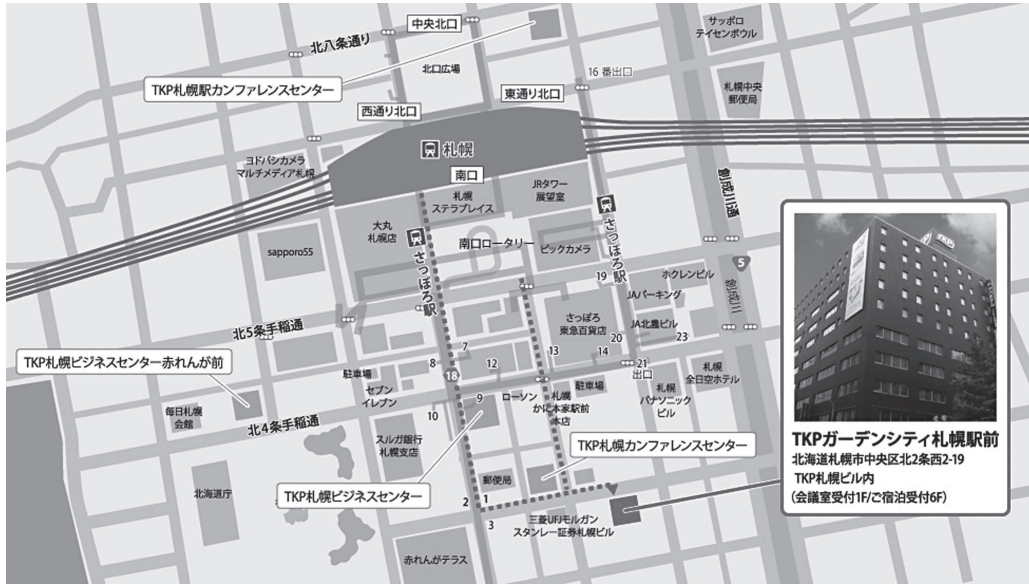 中央北口
サッポロ
テイセンボウル
北八条通り
北口広場
16番出口
TKP札幌駅カンファレンスセンター
東通り北口
札幌中央
郵便局
西通り北口
札幌
ヨドバシカメラ
マルチメディア札幌
南口
JRタワー
展望室
札幌
ステラプレイス
創成川通
大丸
札幌店
さっぽろ駅
さっぽろ駅
南口ロータリー
ビックカメラ
sapporo55
ホクレンビル
5
19
JAパーキング
創成川
TKP
さっぽろ
東急百貨店
JA北農ビル
北5条手稲通
20
23
7
13
14
TKP札幌ビジネスセンター赤れんが前
8
12
21
出口
駐車場
18
札幌
全日空ホテル
セブン
イレブン
駐車場
9
ローソン
札幌
かに本家駅前
本店
札幌
パナソニック
ビル
毎日札幌
会館
10
北4条手稲通
スルガ銀行
札幌支店
TKP札幌カンファレンスセンター
TKPガーデンシティ札幌駅前
北海道札幌市中央区北2条西2-19
TKP札幌ビル内
(会議室受付1F/ご宿泊受付6F)
郵便局
北海道庁
TKP札幌ビジネスセンター
2
1
3
三菱UFJモルガン
スタンレー証券札幌ビル
赤れんがテラス